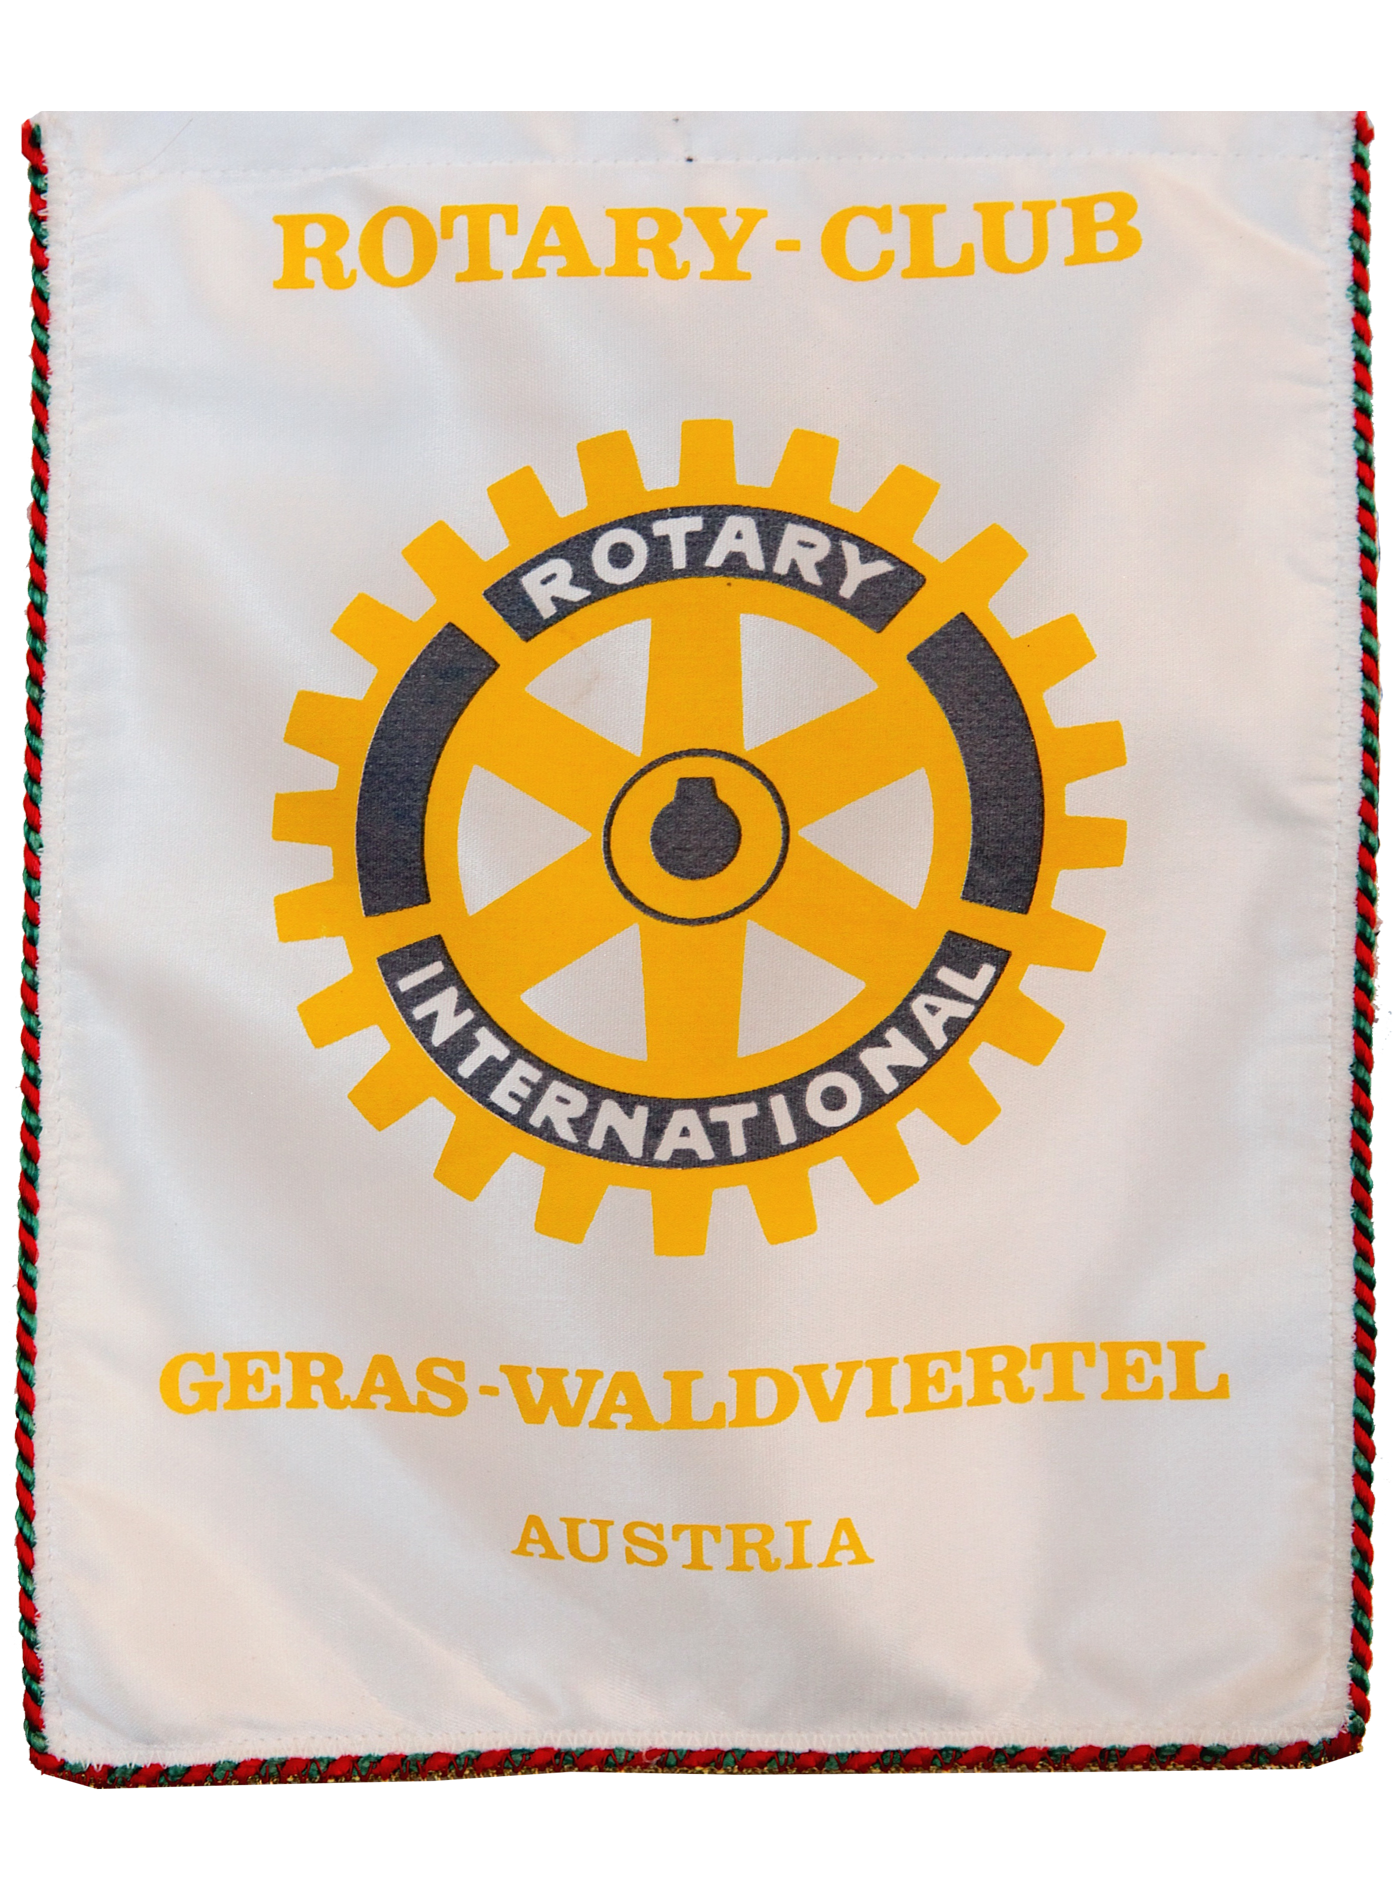 ROTARY-CLUB
ROTARY
INTERNATIONAL
GERAS-WALDVIERTEL
AUSTRIA